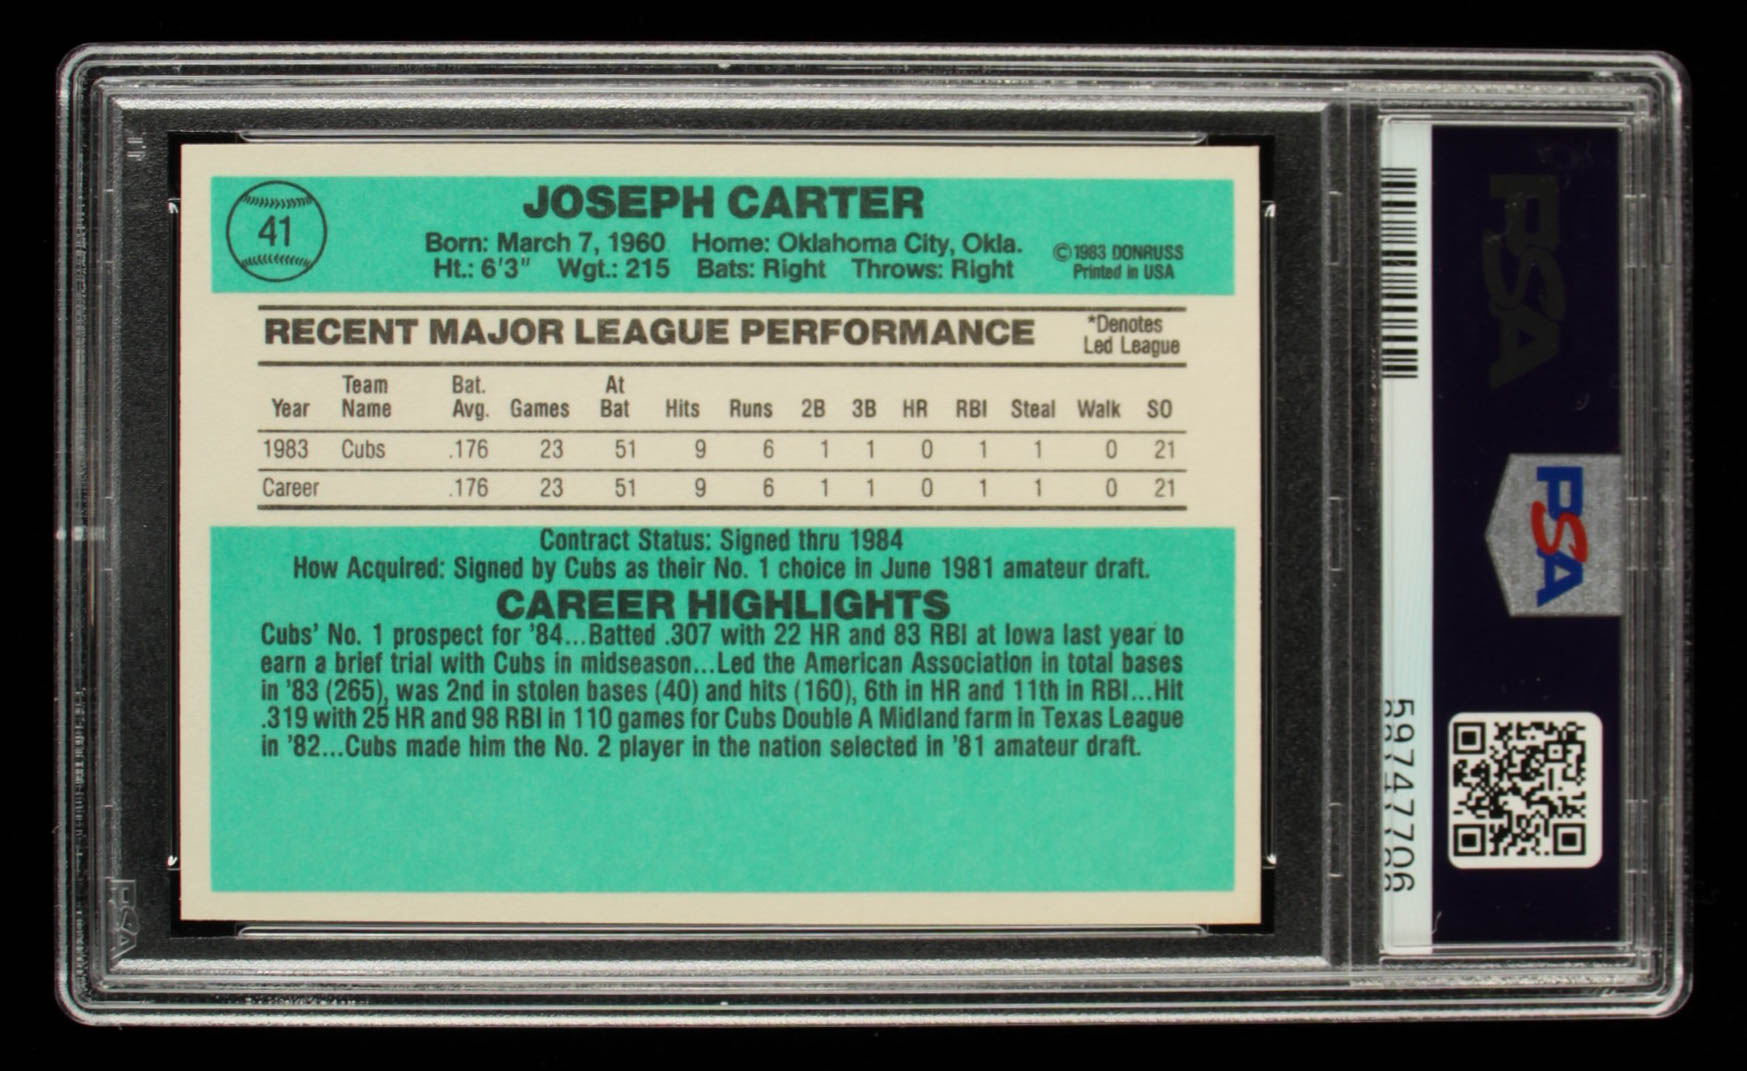 41
JOSEPH CARTER
Born: March 7, 1960 Home: Oklahoma City, Okla.
Ht.: 6'3" Wgt.: 215 Bats: Right Throws: Right
©1983 DONRUSS
Printed in USA
RECENT MAJOR LEAGUE PERFORMANCE
*Denotes
Led League
Year Team Name Bat. Avg. Games At Bat Hits Runs 2B 3B HR RBI Steal Walk SO
1983 Cubs .176 23 51 9 6 1 1 0 1 1 0 21
Career .176 23 51 9 6 1 1 0 1 1 0 21
Contract Status: Signed thru 1984
How Acquired: Signed by Cubs as their No. 1 choice in June 1981 amateur draft.
CAREER HIGHLIGHTS
Cubs' No. 1 prospect for '84...Batted .307 with 22 HR and 83 RBI at Iowa last year to
earn a brief trial with Cubs in midseason...Led the American Association in total bases
in '83 (265), was 2nd in stolen bases (40) and hits (160), 6th in HR and 11th in RBI...Hit
.319 with 25 HR and 98 RBI in 110 games for Cubs Double A Midland farm in Texas League
in '82...Cubs made him the No. 2 player in the nation selected in '81 amateur draft.
PSA
PSA
59747706
PSA